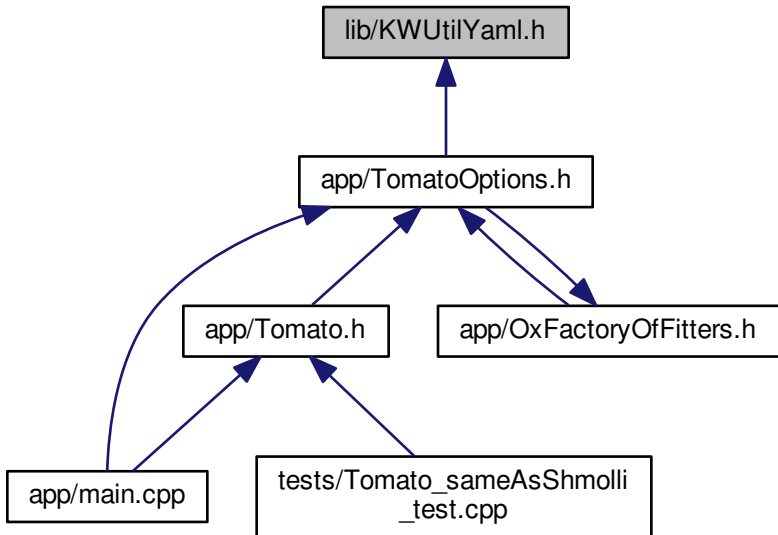 lib/KWUtilYaml.h
app/TomatoOptions.h
app/Tomato.h
app/OxFactoryOfFitters.h
app/main.cpp
tests/Tomato_sameAsShmolli
_test.cpp